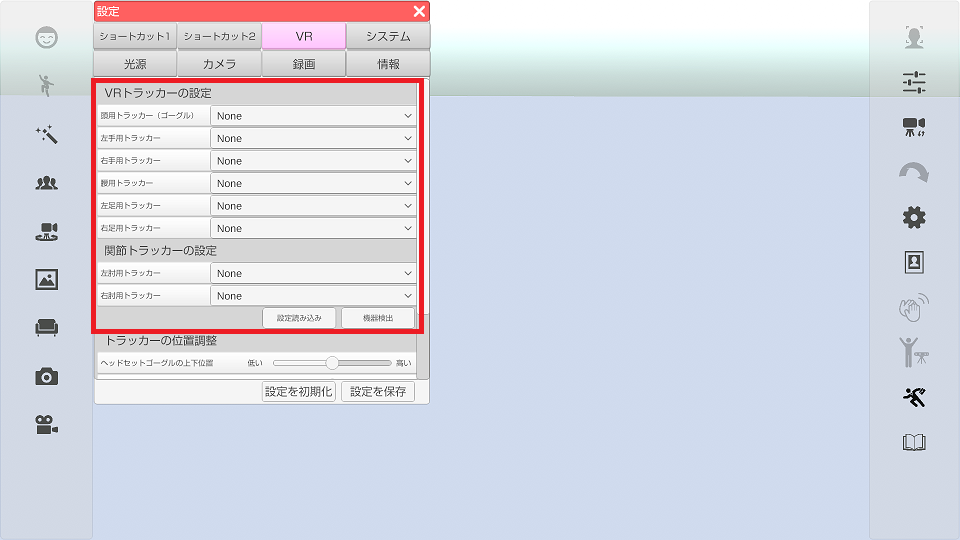 設定
ショートカット1 ショートカット2 VR システム
光源 カメラ 録画 情報
VRトラッカーの設定
頭用トラッカー（ゴーグル） None
左手用トラッカー None
右手用トラッカー None
腰用トラッカー None
左足用トラッカー None
右足用トラッカー None
関節トラッカーの設定
左肘用トラッカー None
右肘用トラッカー None
設定読み込み 機器検出
トラッカーの位置調整
ヘッドセットゴーグルの上下位置 低い 高い
設定を初期化 設定を保存